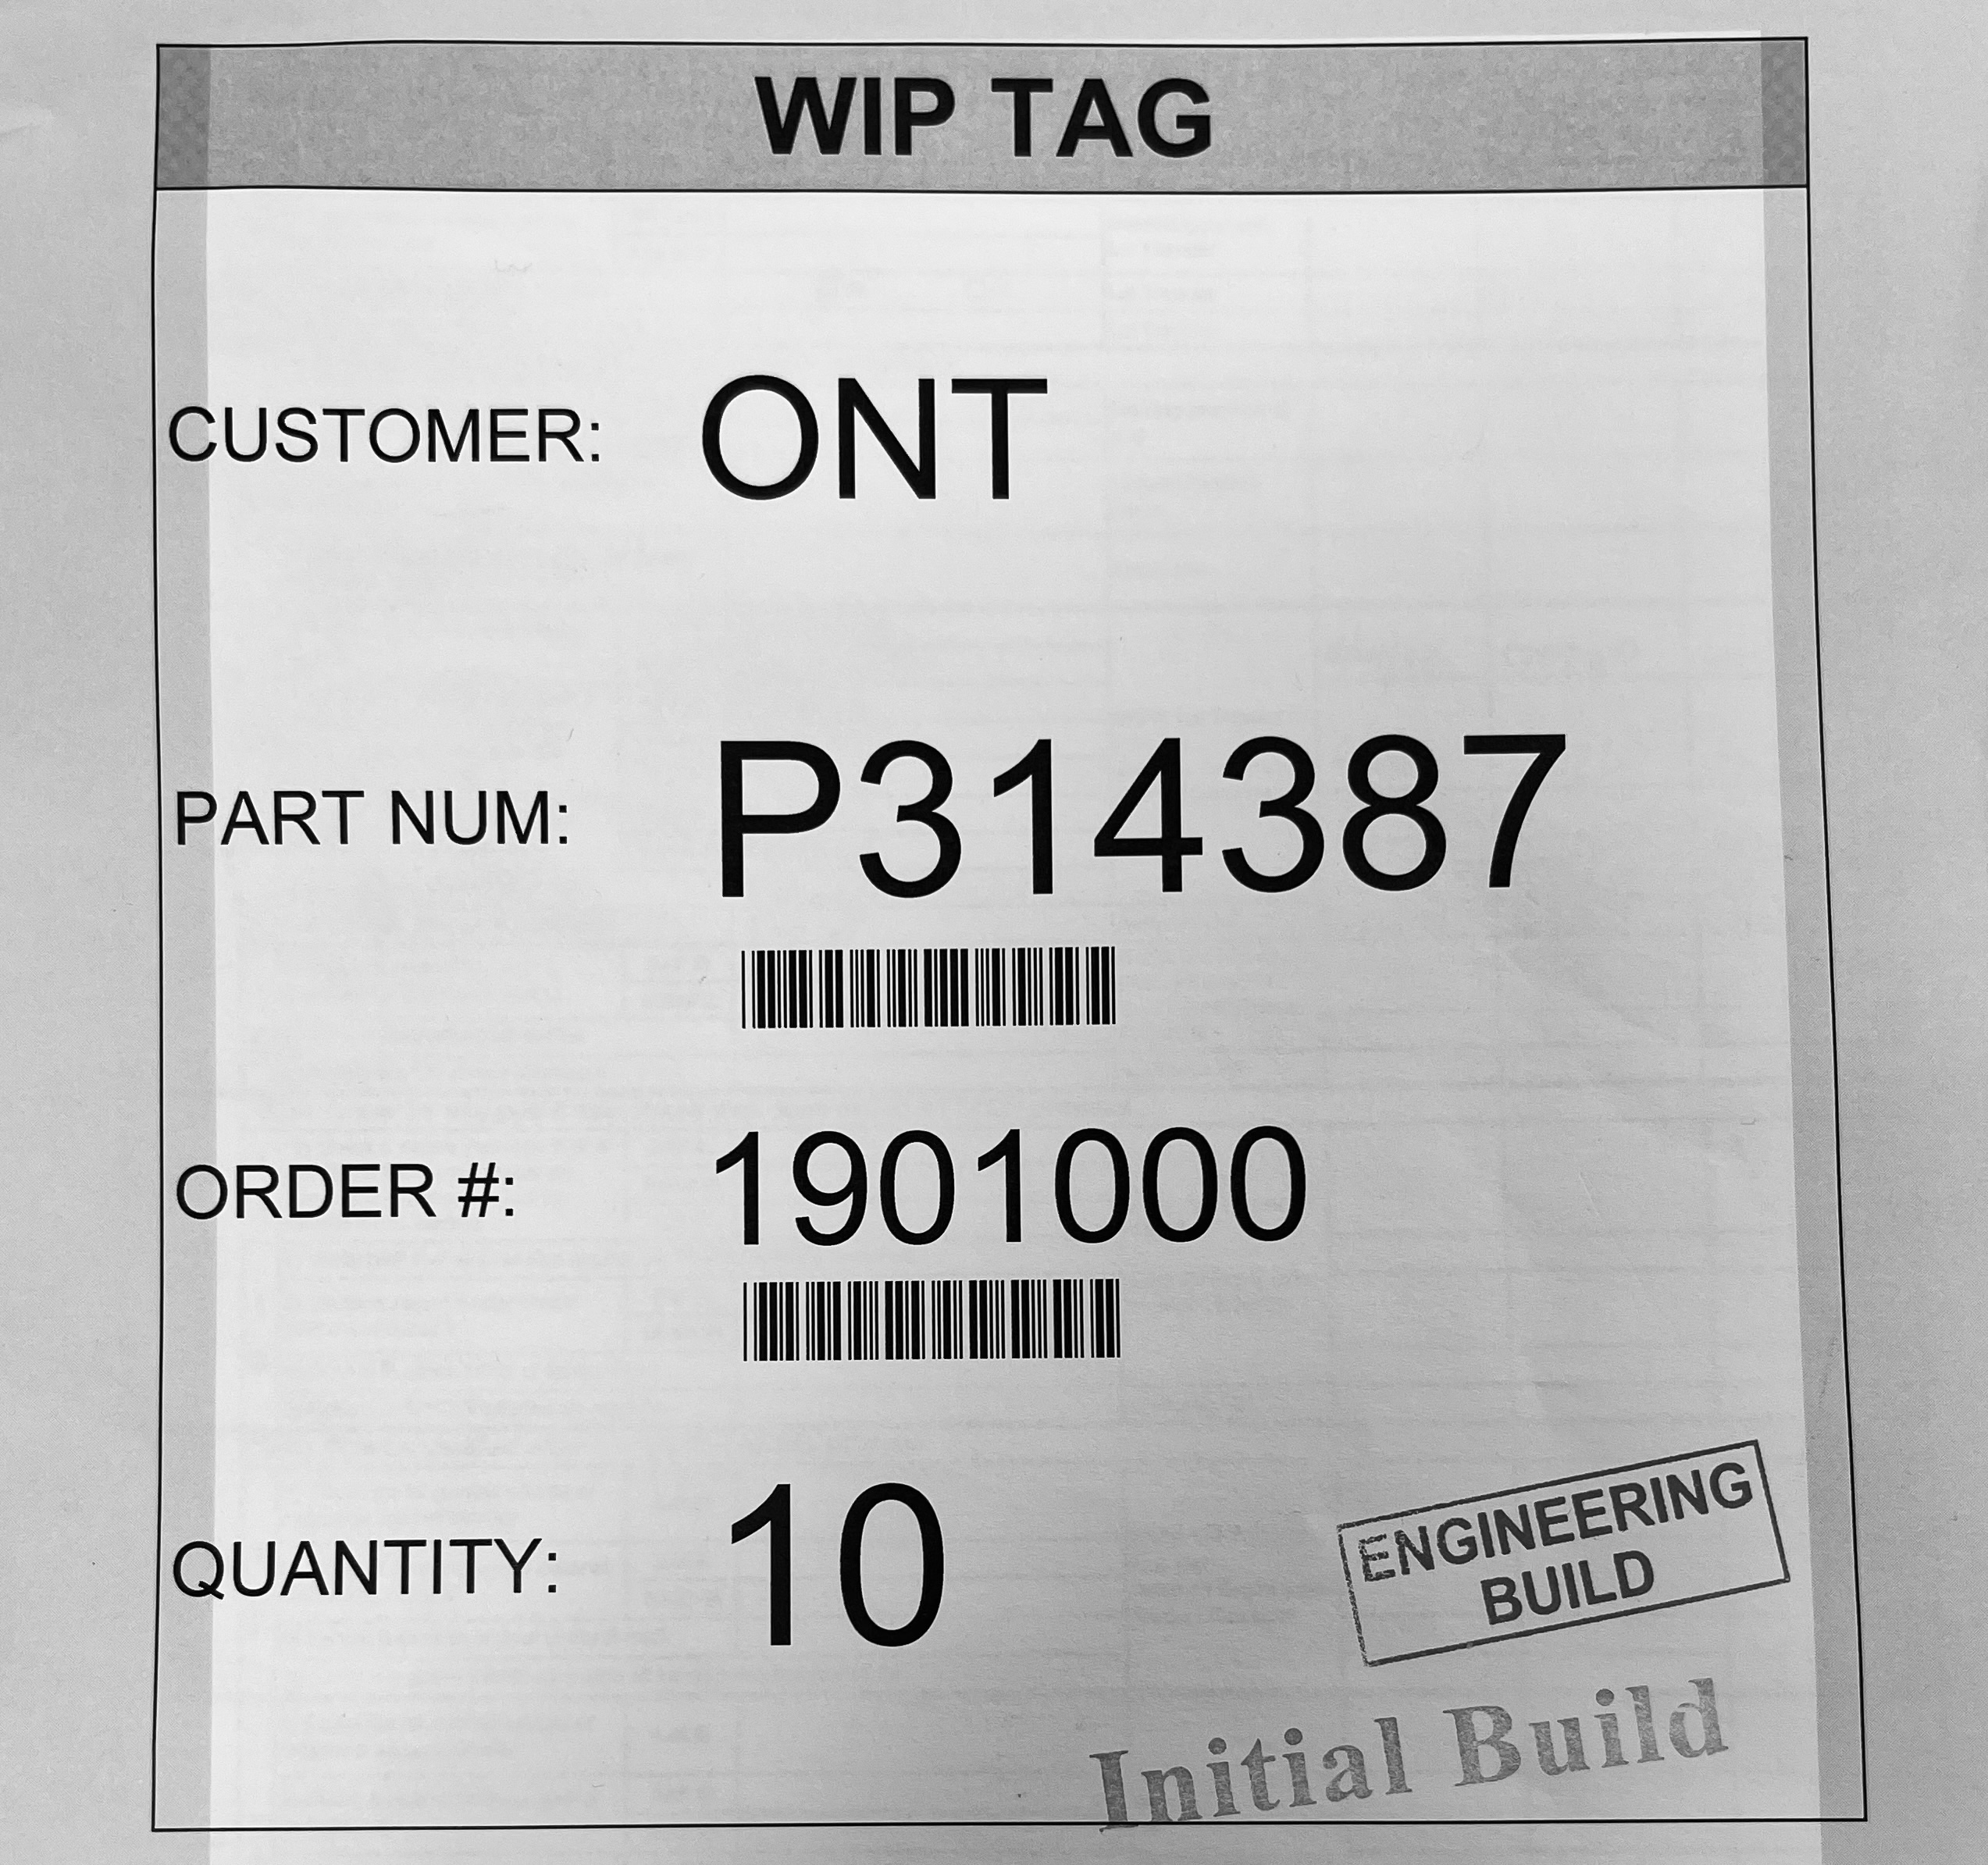 WIP TAG
CUSTOMER: ONT
PART NUM: P314387
ORDER #: 1901000
QUANTITY: 10
ENGINEERING
BUILD
Initial Build